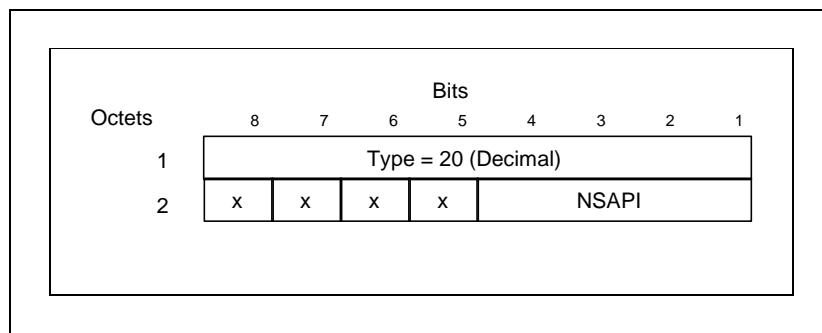 Bits
Octets 8 7 6 5 4 3 2 1
1 Type = 20 (Decimal)
2 x x x x NSAPI